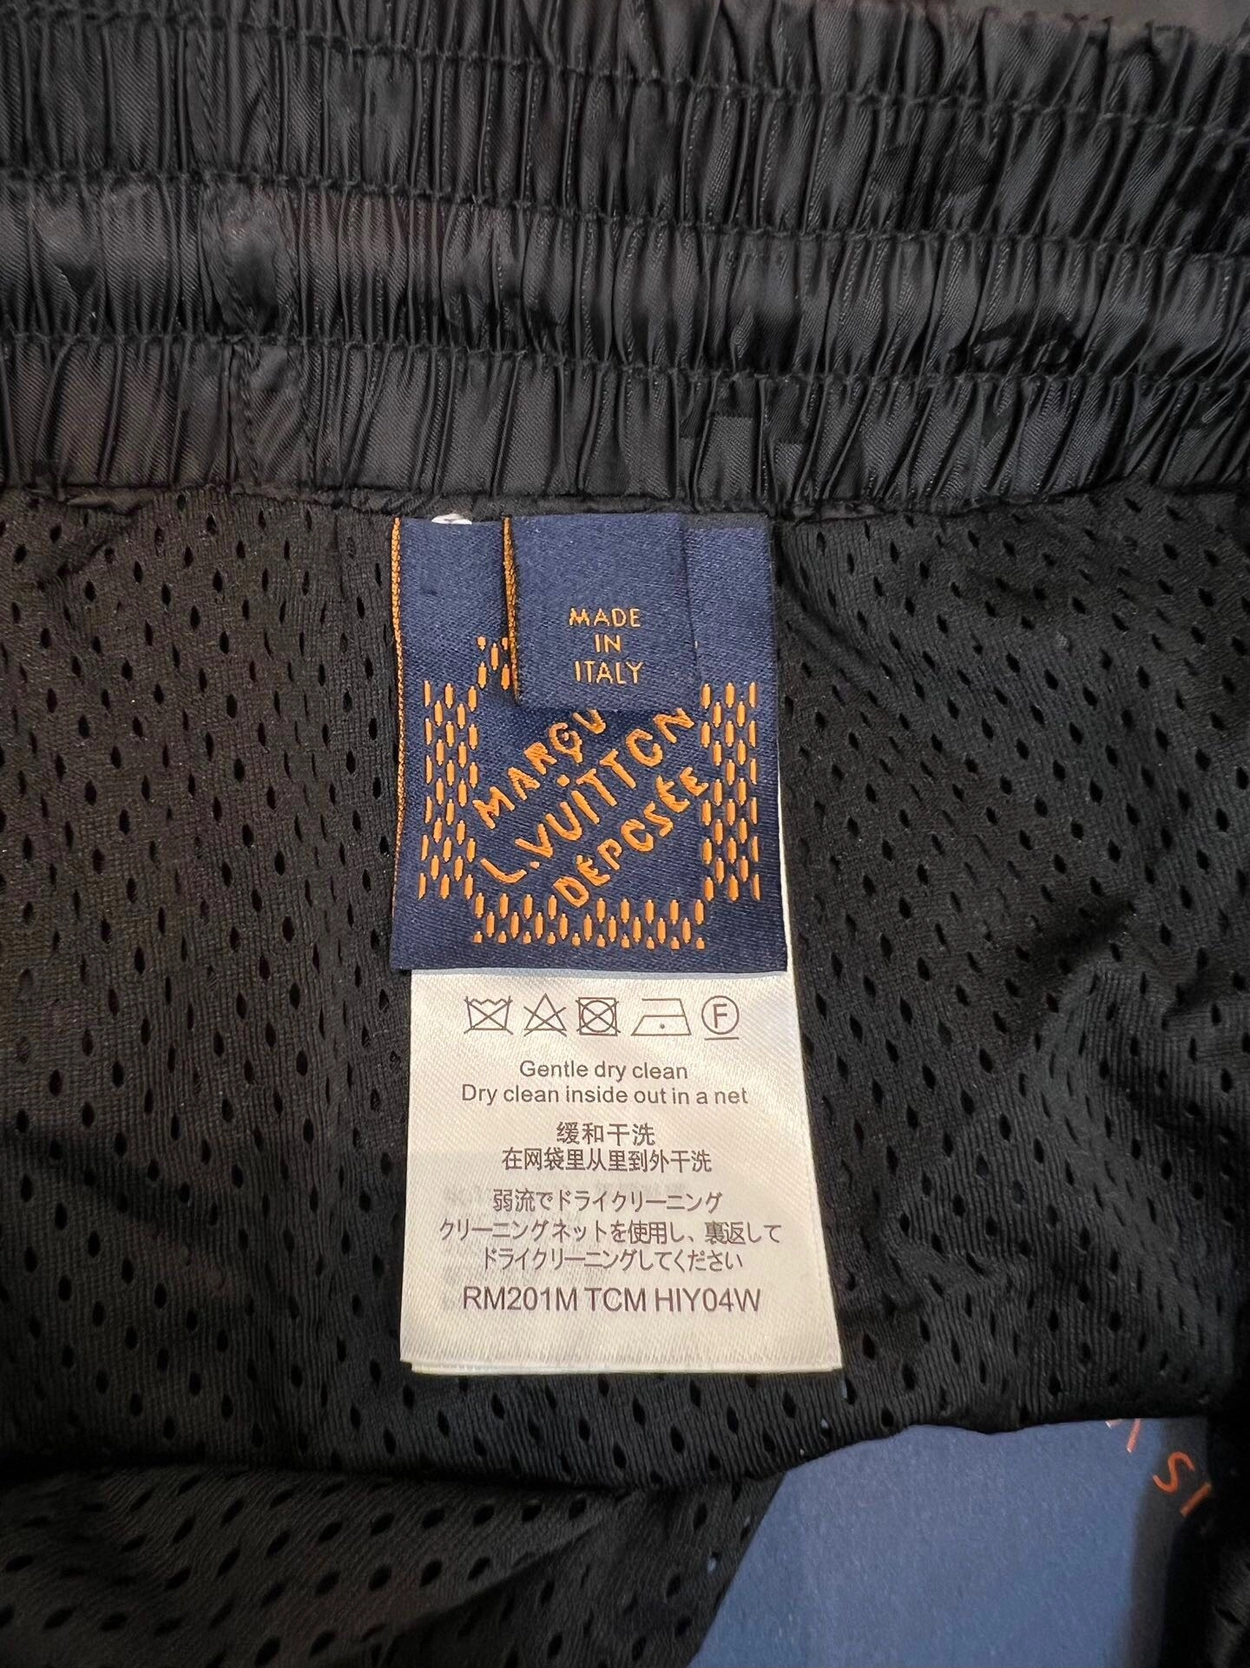 MADE
IN
ITALY
MARQU
L.VUITTON
DEPOSÉE
F
Gentle dry clean
Dry clean inside out in a net
缓和干洗
在网袋里从里到外干洗
弱流でドライクリーニング
クリーニングネットを使用し、裏返して
ドライクリーニングしてください
RM201M TCM HIY04W